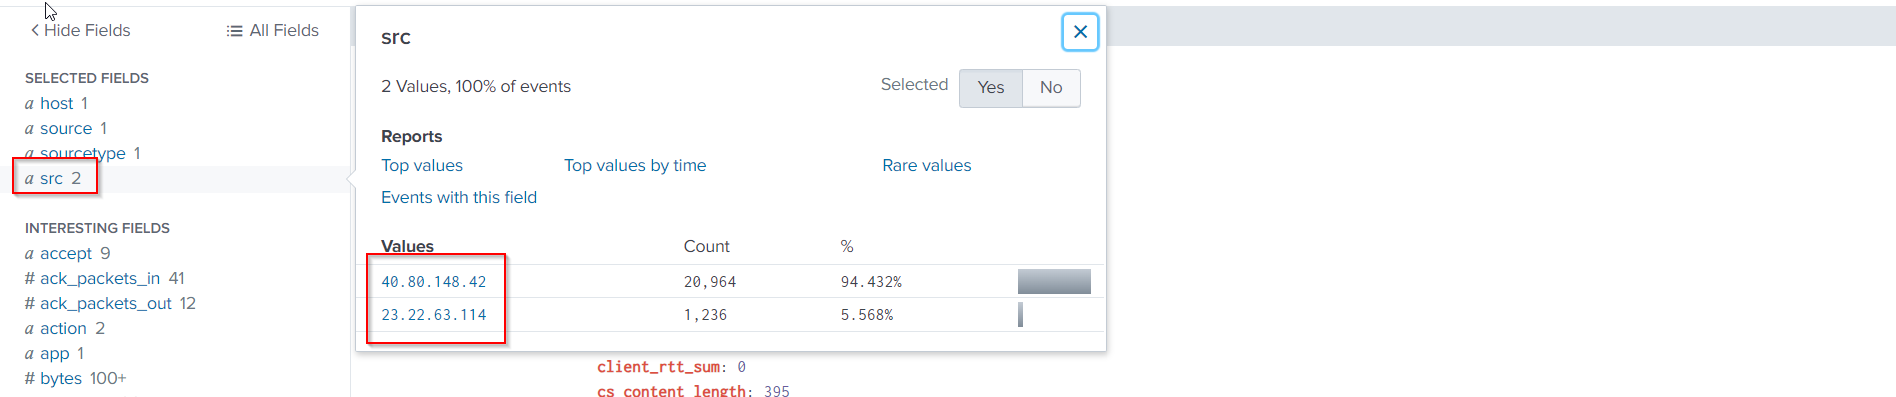 Hide Fields
All Fields
SELECTED FIELDS
a host 1
a source 1
a sourcetype 1
a src 2
INTERESTING FIELDS
a accept 9
# ack_packets_in 41
# ack_packets_out 12
a action 2
a app 1
# bytes 100+
src
2 Values, 100% of events
Selected Yes No
Reports
Top values Top values by time Rare values
Events with this field
Values Count %
40.80.148.42 20,964 94.432%
23.22.63.114 1,236 5.568%
client_rtt_sum: 0
cs_content_length: 395